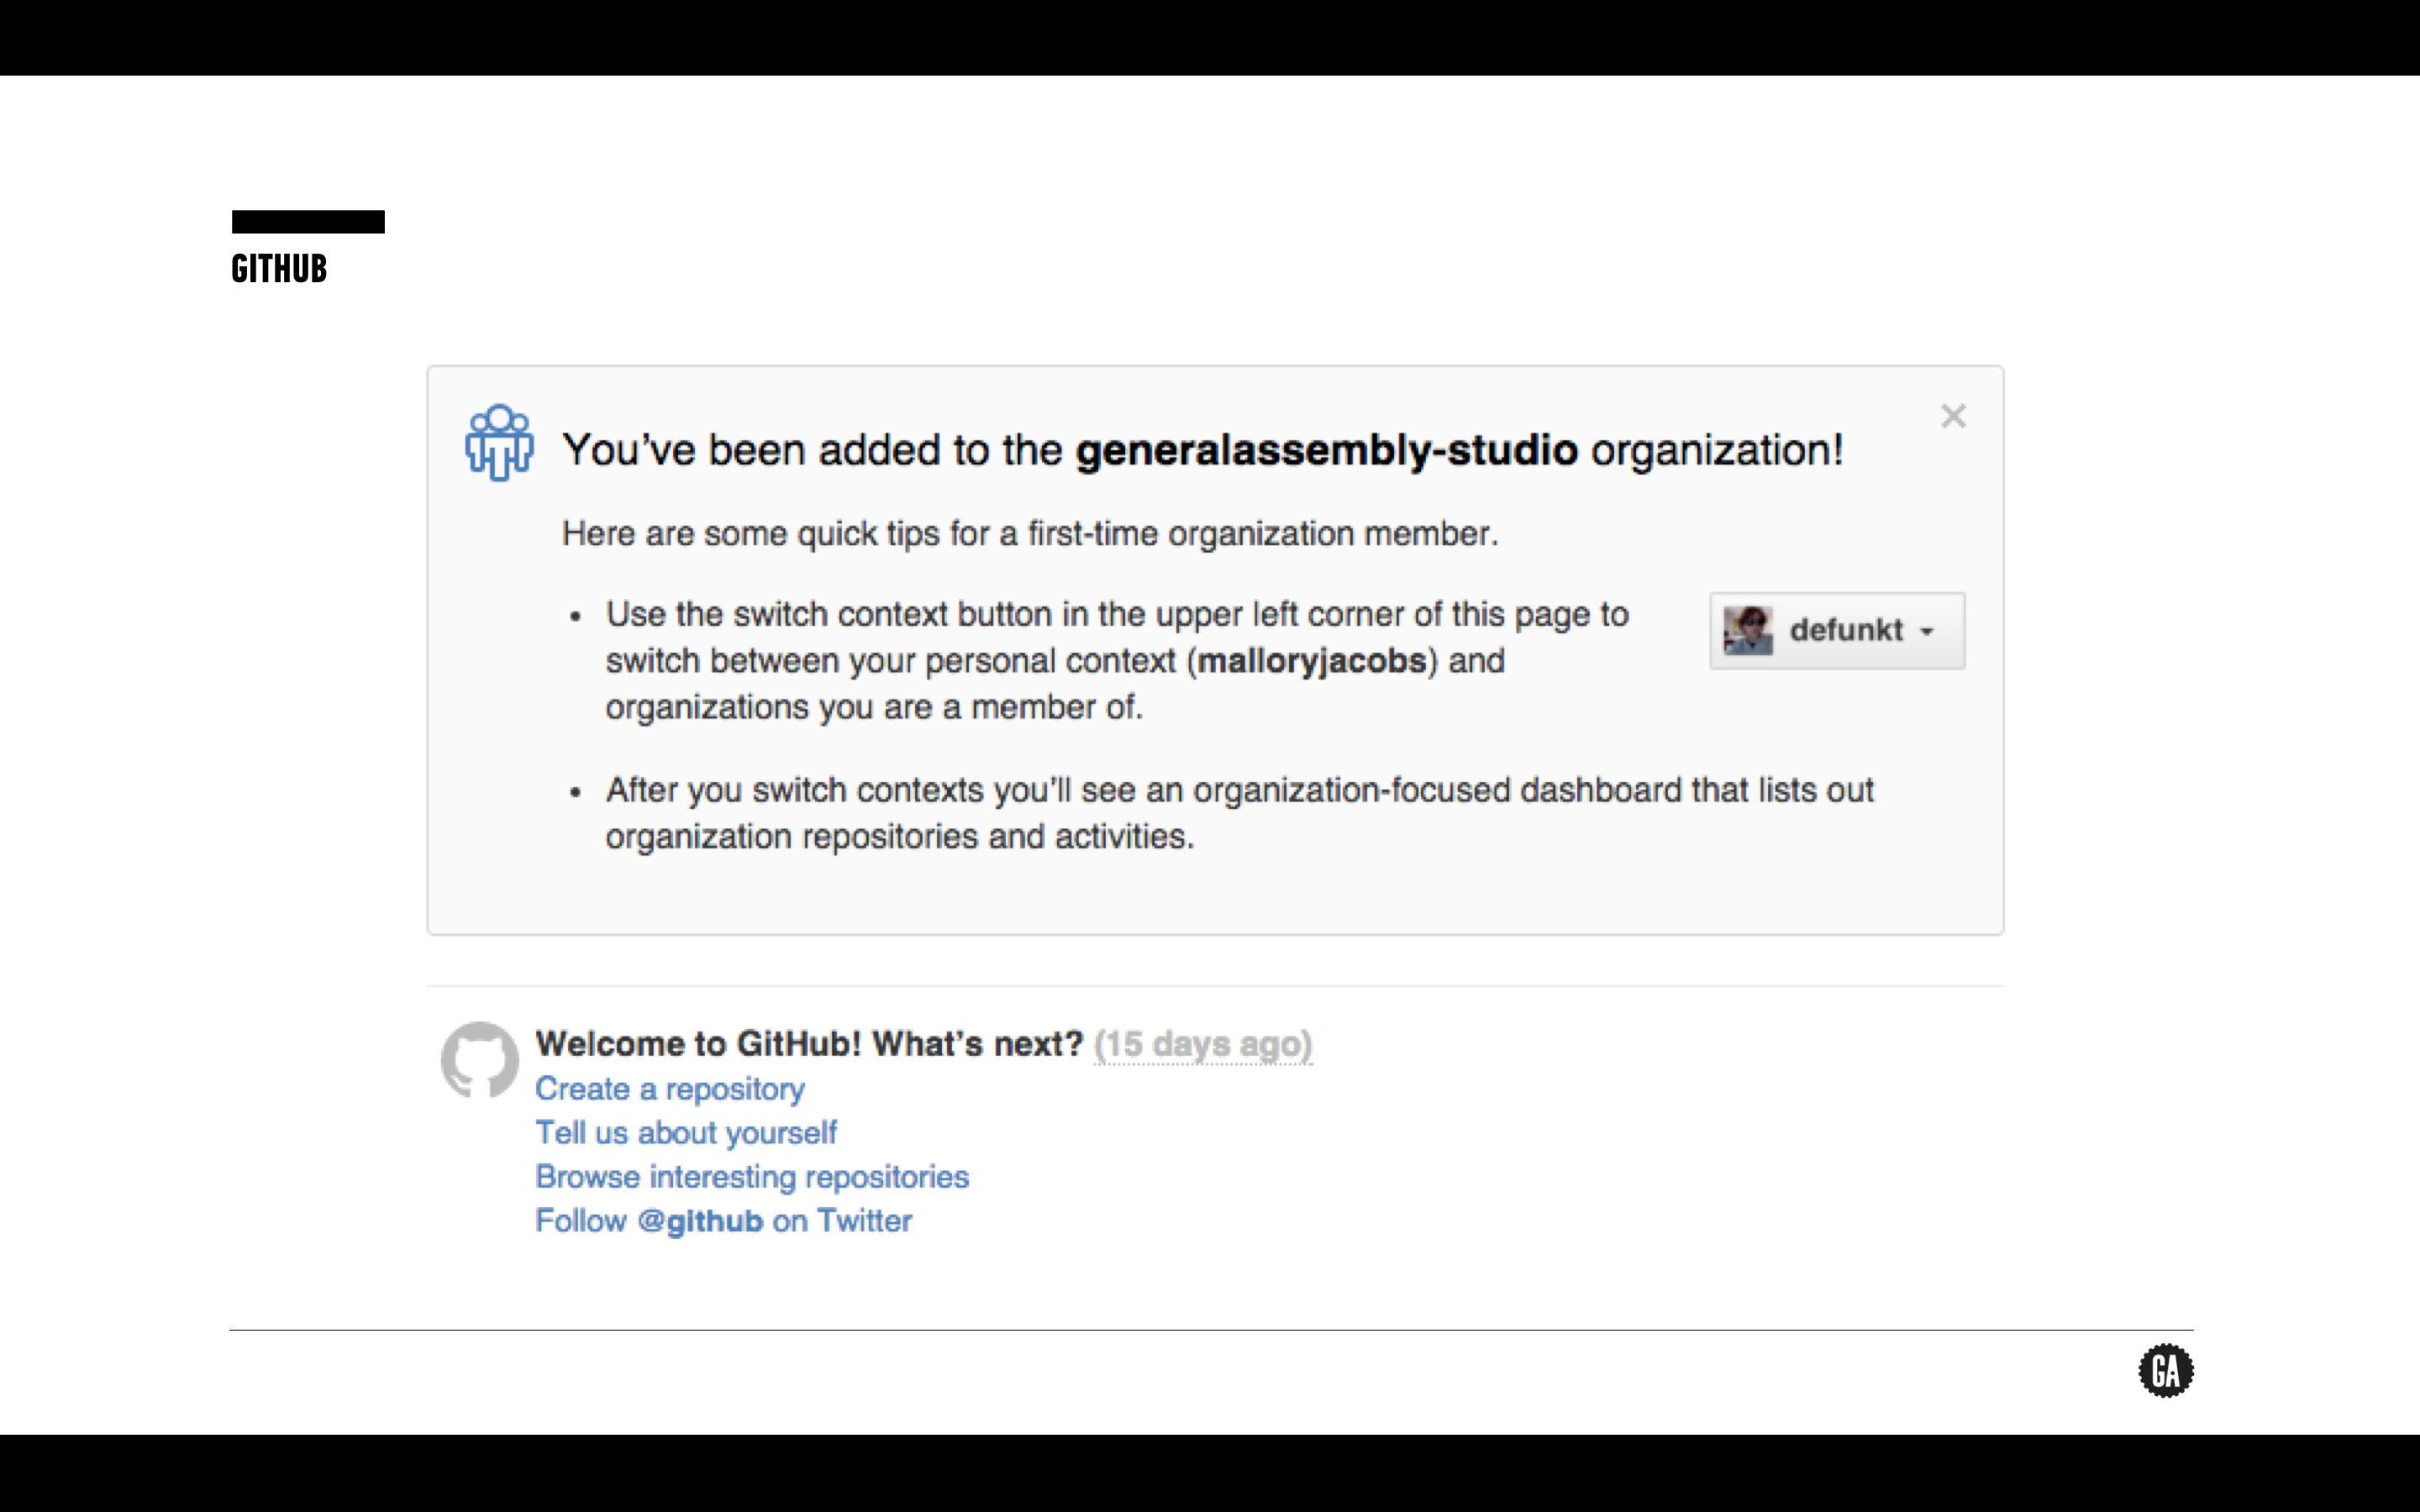 GITHUB
You've been added to the generalassembly-studio organization!
Here are some quick tips for a first-time organization member.
• Use the switch context button in the upper left corner of this page to
switch between your personal context (malloryjacobs) and
organizations you are a member of.
defunkt
• After you switch contexts you'll see an organization-focused dashboard that lists out
organization repositories and activities.
Welcome to GitHub! What's next? (15 days ago)
Create a repository
Tell us about yourself
Browse interesting repositories
Follow @github on Twitter
GA